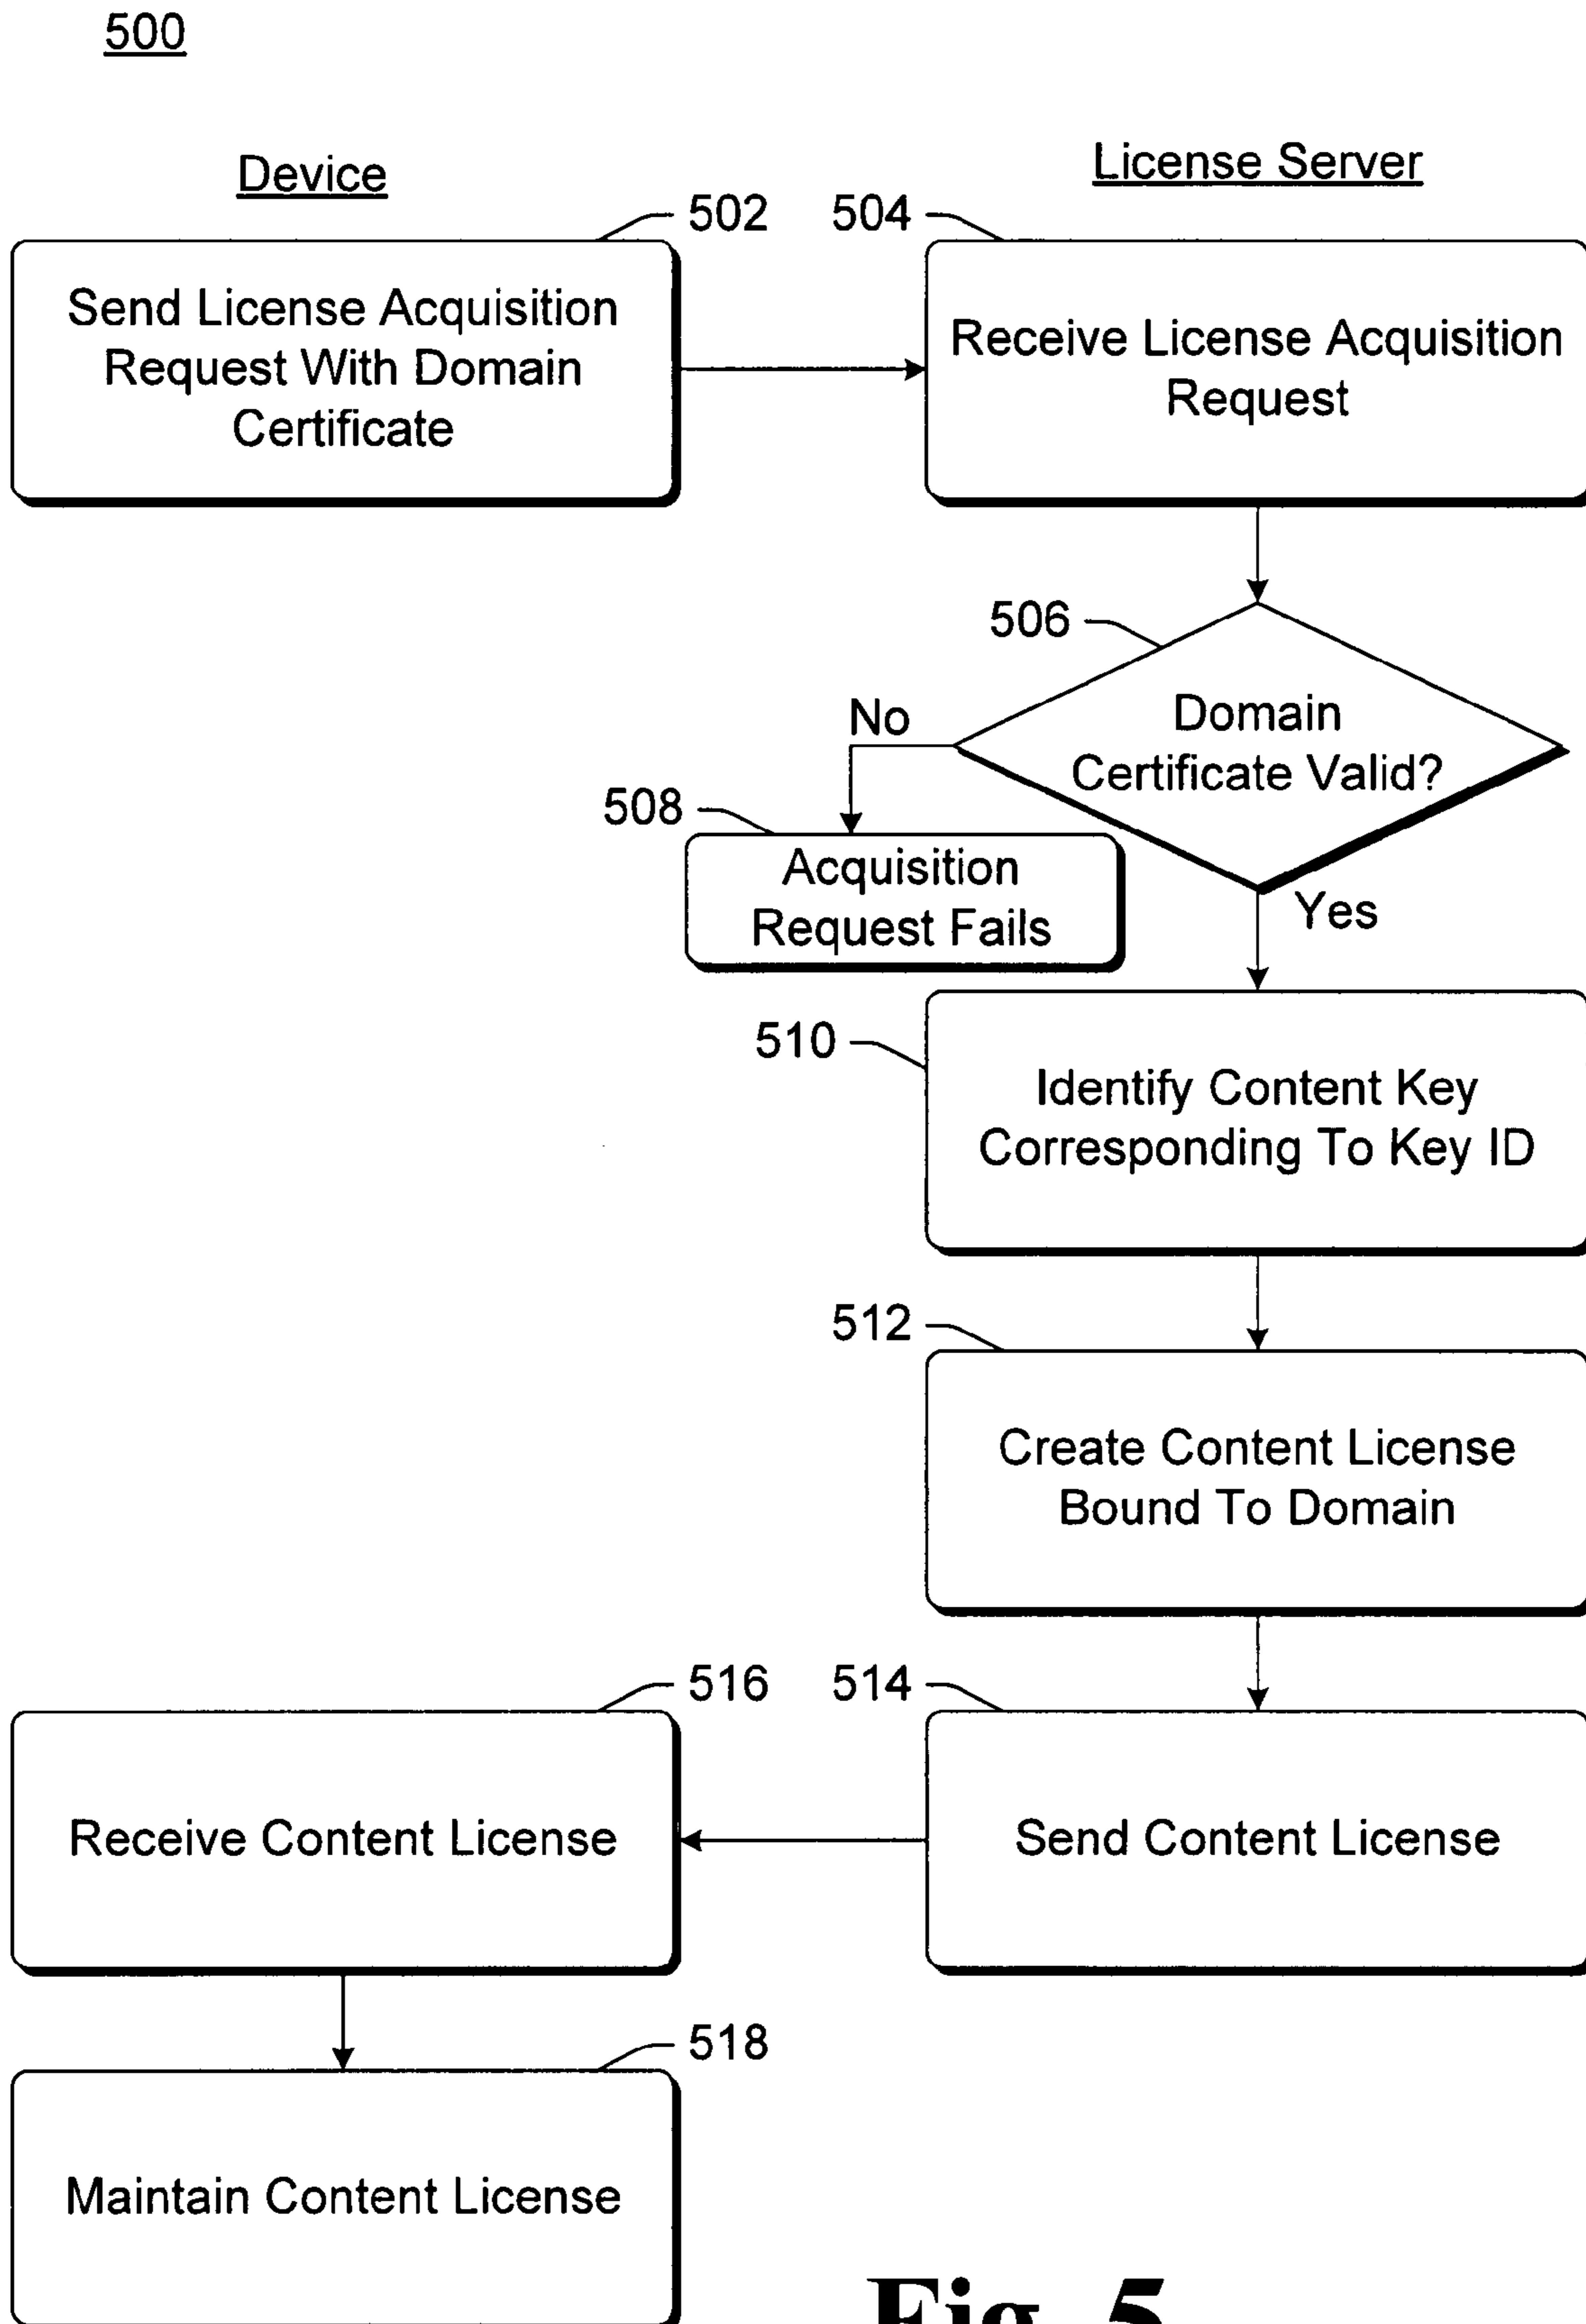 500
Device
License Server
502
504
Send License Acquisition
Request With Domain
Certificate
Receive License Acquisition
Request
506
Domain
Certificate Valid?
No
Yes
508
Acquisition
Request Fails
510
Identify Content Key
Corresponding To Key ID
512
Create Content License
Bound To Domain
516
514
Receive Content License
Send Content License
518
Maintain Content License
Fig. 5